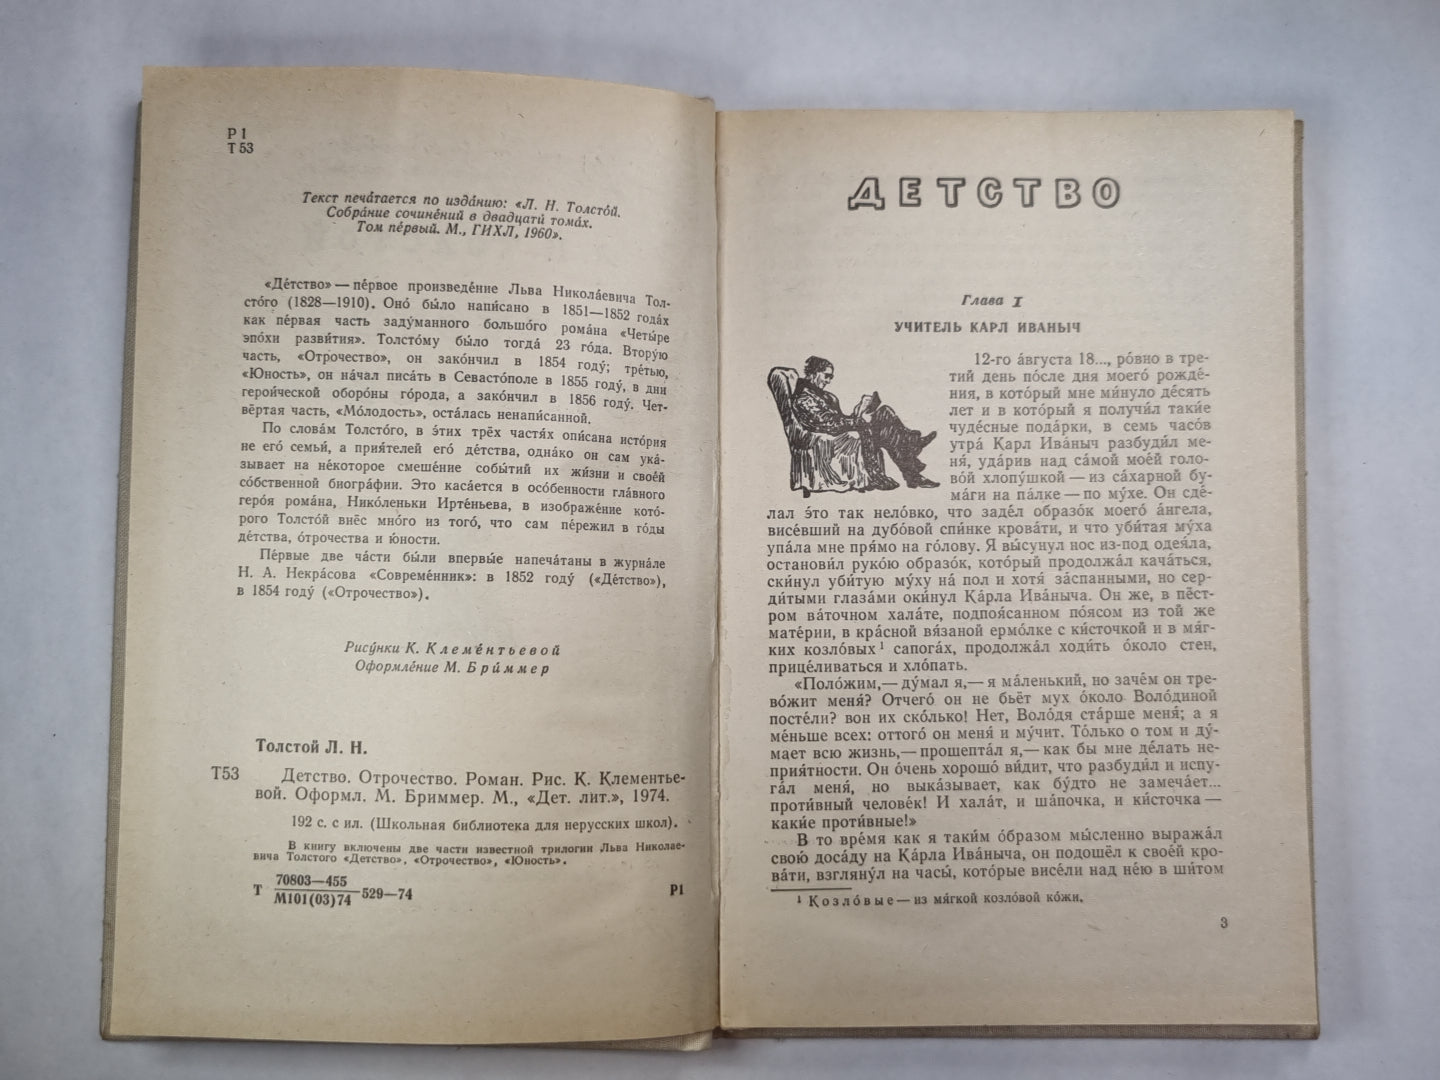 Р1
Т53
Текст печа́тается по изда́нию: «Л. Н. Толсто́й.
Собра́ние сочине́ний в двадцати́ тома́х.
Том пе́рвый. М., ГИХЛ, 1960».
«Де́тство» — пе́рвое произведе́ние Льва Никола́евича Тол-
сто́го (1828—1910). Оно́ бы́ло напи́сано в 1851—1852 года́х
как пе́рвая часть заду́манного большо́го рома́на «Четы́ре
эпо́хи разви́тия». Толсто́му бы́ло тогда́ 23 го́да. Втору́ю
часть, «Отро́чество», он зако́нчил в 1854 году́; тре́тью,
«Ю́ность», он на́чал писа́ть в Севасто́поле в 1855 году́, в дни
герои́ческой оборо́ны го́рода, а зако́нчил в 1856 году́. Чет-
вёртая часть, «Мо́лодость», оста́лась ненапи́санной.
По слова́м Толсто́го, в э́тих трёх частя́х опи́сана исто́рия
не его́ семьи́, а прия́телей его́ де́тства, одна́ко он сам ука́-
зывает на не́которое смеше́ние собы́тий их жи́зни и свое́й
со́бственной биогра́фии. Это каса́ется в осо́бенности гла́вного
геро́я рома́на, Нико́леньки Ирте́ньева, в изображе́ние кото́-
рого Толсто́й внёс мно́го из того́, что сам пе́режил в го́ды
де́тства, о́трочества и ю́ности.
Пе́рвые две ча́сти бы́ли впервы́е напеча́таны в журна́ле
Н. А. Некра́сова «Совреме́нник»: в 1852 году́ («Де́тство»),
в 1854 году́ («Отро́чество»).
Рису́нки К. Клеме́нтьевой
Оформле́ние М. Бри́ммер
Толстой Л. Н.
Т53 Детство. Отрочество. Роман. Рис. К. Клементье-
вой. Оформл. М. Бриммер. М., «Дет. лит.», 1974.
192 с. с ил. (Школьная библиотека для нерусских школ).
В книгу включены две части известной трилогии Льва Николае-
вича Толстого «Детство», «Отрочество», «Юность».
Т 70803—455
М101(03)74 529—74 Р1
ДЕТСТВО
Глава I
УЧИТЕЛЬ КАРЛ ИВАНЫЧ
12-го а́вгуста 18..., ро́вно в тре́-
тий день по́сле дня моего́ рожде́-
ния, в кото́рый мне ми́нуло де́сять
лет и в кото́рый я получи́л таки́е
чуде́сные пода́рки, в семь часо́в
утра́ Карл Ива́ныч разбуди́л ме-
ня́, уда́рив над са́мой мое́й голо-
во́й хлопу́шкой — из са́харной бу-
ма́ги на па́лке — по му́хе. Он сде́-
лал э́то так нело́вко, что заде́л образо́к моего́ а́нгела,
висе́вший на дубо́вой спи́нке крова́ти, и что уби́тая му́ха
упа́ла мне пря́мо на го́лову. Я вы́сунул нос из-под одея́ла,
останови́л руко́ю образо́к, кото́рый продолжа́л кача́ться,
ски́нул уби́тую му́ху на́ пол и хотя́ за́спанными, но сер-
ди́тыми глаза́ми оки́нул Ка́рла Ива́ныча. Он же, в пёст-
ром ва́точном хала́те, подпоя́санном по́ясом из той же
мате́рии, в кра́сной вя́заной ермо́лке с ки́сточкой и в мя́г-
ких козло́вых¹ сапога́х, продолжа́л ходи́ть о́коло стен,
прице́ливаться и хло́пать.
«Поло́жим,— ду́мал я,— я ма́ленький, но заче́м он тре-
во́жит меня́? Отчего́ он не бьёт мух о́коло Воло́диной
посте́ли? вон их ско́лько! Нет, Воло́дя ста́рше меня́; а я
ме́ньше всех: оттого́ он меня́ и му́чит. То́лько о том и ду́-
мает всю жизнь,— прошепта́л я,— как бы мне де́лать не-
прия́тности. Он о́чень хорошо́ ви́дит, что разбуди́л и испу-
га́л меня́, но выка́зывает, как бу́дто не замеча́ет...
проти́вный челове́к! И хала́т, и ша́почка, и ки́сточка —
каки́е проти́вные!»
В то вре́мя как я таки́м о́бразом мы́сленно выража́л
свою́ доса́ду на Ка́рла Ива́ныча, он подошёл к свое́й кро-
ва́ти, взгляну́л на часы́, кото́рые висе́ли над не́ю в ши́том
¹ Козло́вые — из мя́гкой козло́вой ко́жи.
3